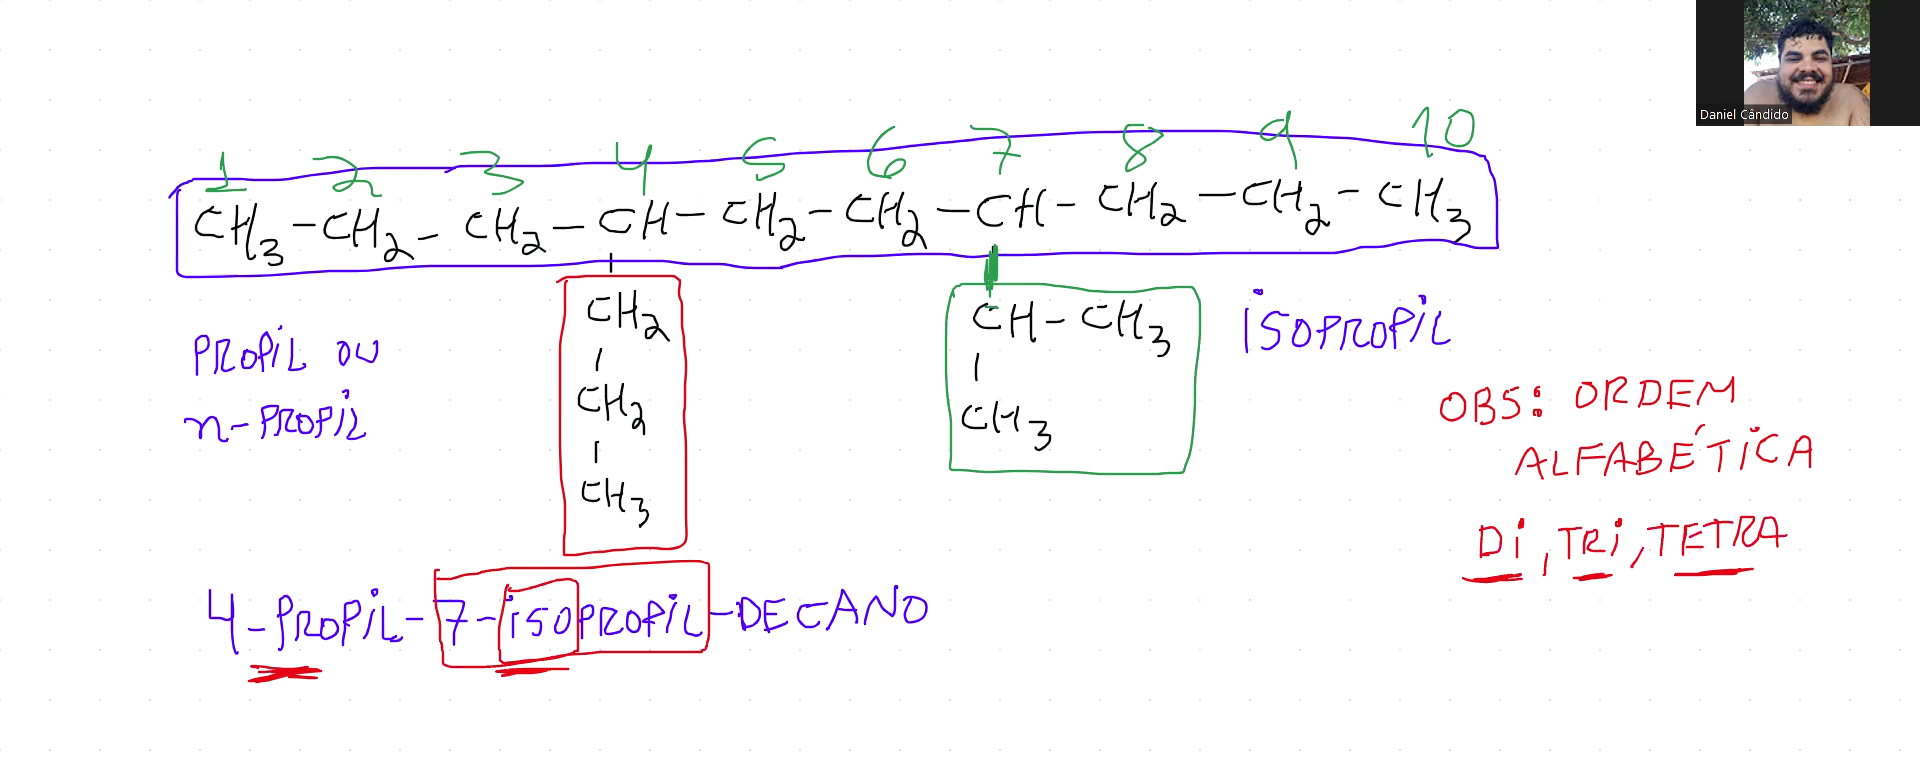 Daniel Cândido
1 2 3 4 5 6 7 8 9 10
CH3 - CH2 - CH2 - CH - CH2 - CH2 - CH - CH2 - CH2 - CH3
CH2
CH - CH3
ISOPROPIL
PROPIL OU
n-PROPIL
CH2
CH3
CH3
OBS: ORDEM
ALFABÉTICA
DI, TRI, TETRA
4-PROPIL-7-ISOPROPIL-DECANO